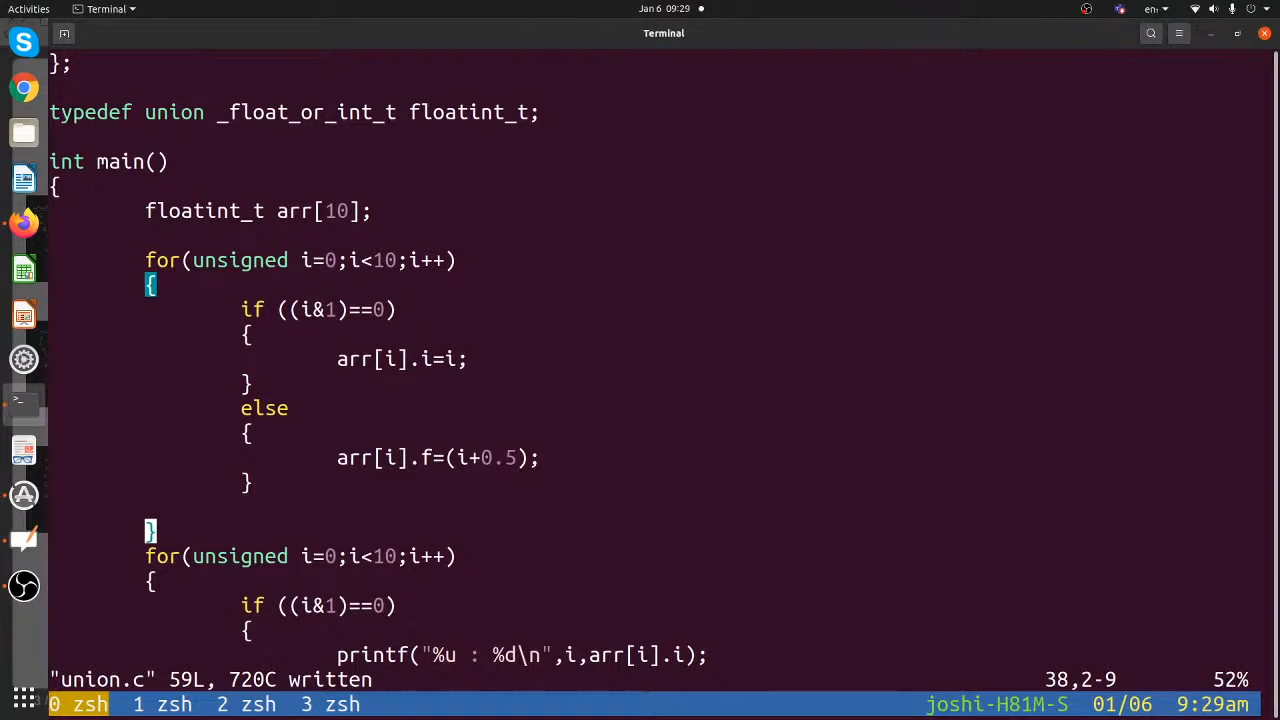 Activities Terminal Jan 6 09:29 en
Terminal
};
typedef union _float_or_int_t floatint_t;
int main()
{
floatint_t arr[10];
for(unsigned i=0;i<10;i++)
{
if ((i&1)==0)
{
arr[i].i=i;
}
else
{
arr[i].f=(i+0.5);
}
}
for(unsigned i=0;i<10;i++)
{
if ((i&1)==0)
{
printf("%u : %d\n",i,arr[i].i);
"union.c" 59L, 720C written 38,2-9 52%
0 zsh 1 zsh 2 zsh 3 zsh joshi-H81M-S 01/06 9:29am